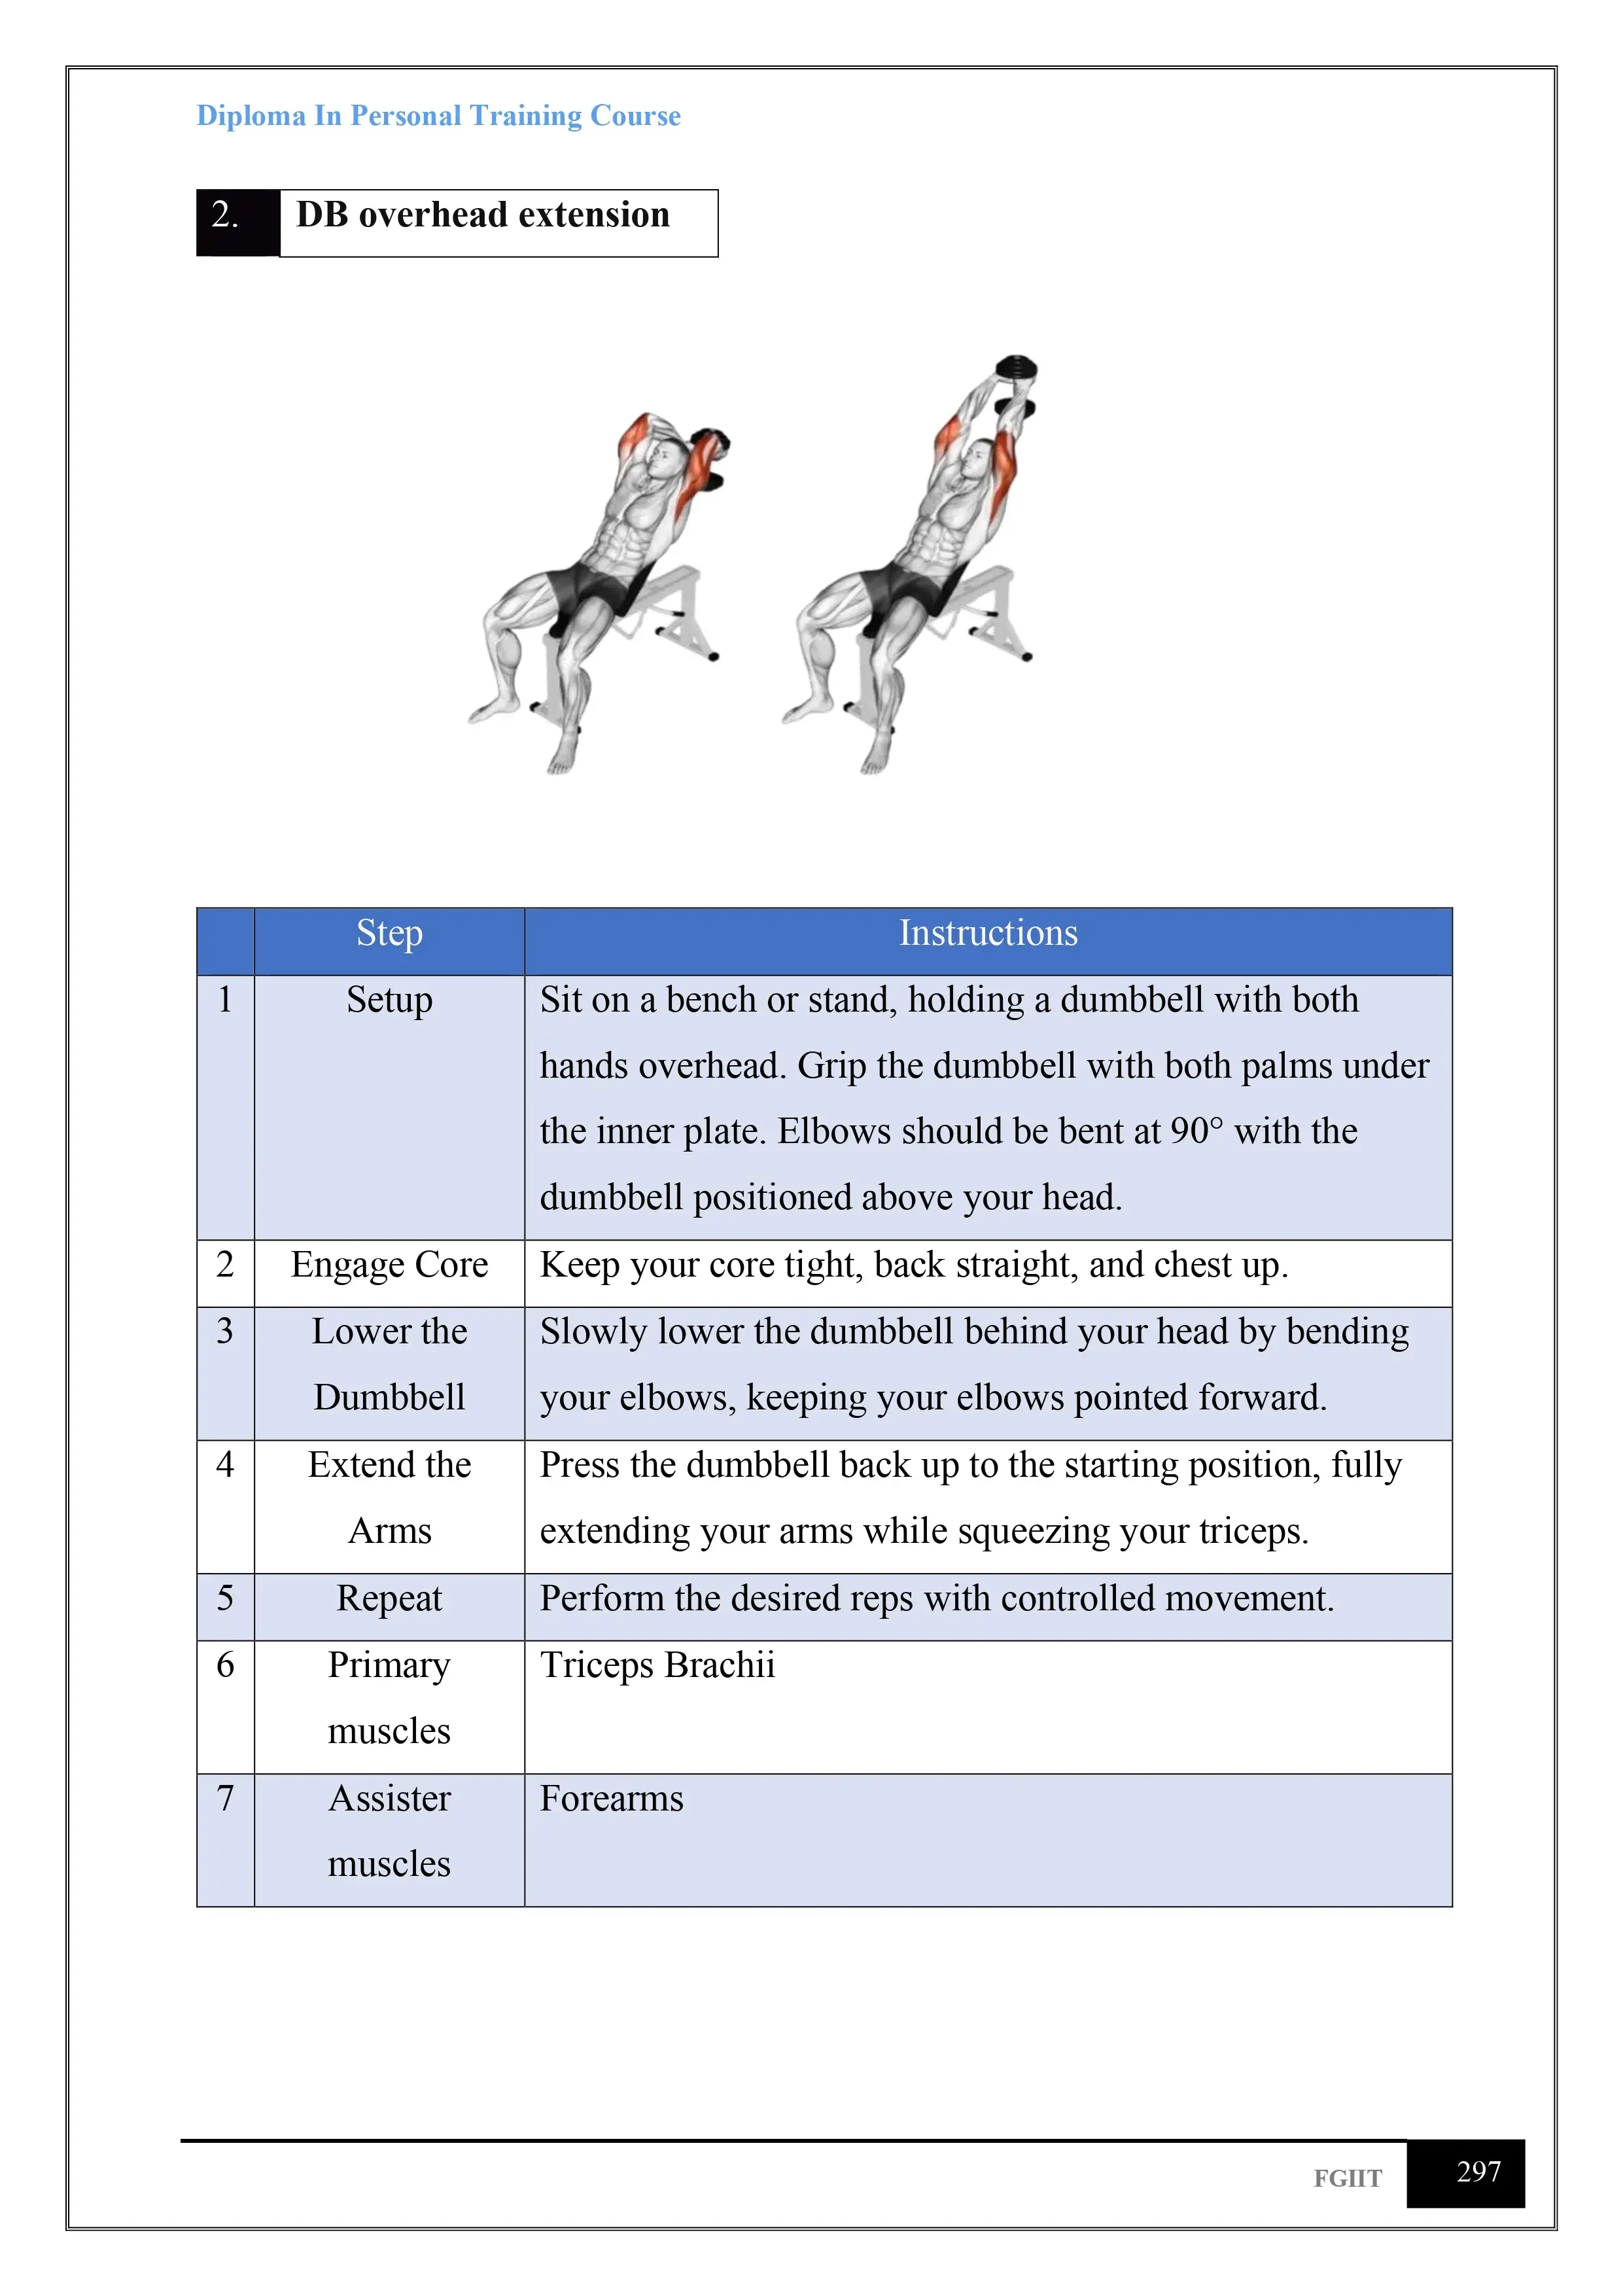 Diploma In Personal Training Course
2. DB overhead extension
Step Instructions
1 Setup Sit on a bench or stand, holding a dumbbell with both
hands overhead. Grip the dumbbell with both palms under
the inner plate. Elbows should be bent at 90° with the
dumbbell positioned above your head.
2 Engage Core Keep your core tight, back straight, and chest up.
3 Lower the Slowly lower the dumbbell behind your head by bending
Dumbbell your elbows, keeping your elbows pointed forward.
4 Extend the Press the dumbbell back up to the starting position, fully
Arms extending your arms while squeezing your triceps.
5 Repeat Perform the desired reps with controlled movement.
6 Primary Triceps Brachii
muscles
7 Assister Forearms
muscles
FGIIT 297